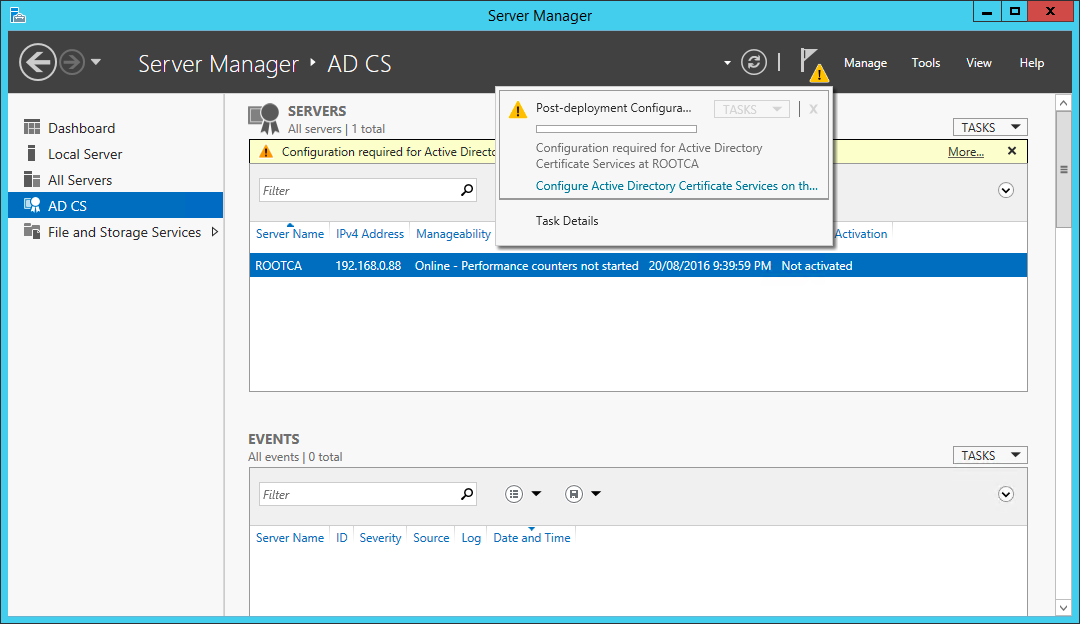 Server Manager
Server Manager ‣ AD CS
Manage
Tools
View
Help
Dashboard
Local Server
All Servers
AD CS
File and Storage Services
SERVERS
All servers | 1 total
TASKS
Configuration required for Active Directo
More...
Filter
Post-deployment Configura...
TASKS
X
Configuration required for Active Directory
Certificate Services at ROOTCA
Configure Active Directory Certificate Services on th...
Task Details
Server Name IPv4 Address Manageability Activation
ROOTCA 192.168.0.88 Online - Performance counters not started 20/08/2016 9:39:59 PM Not activated
EVENTS
All events | 0 total
TASKS
Filter
Server Name ID Severity Source Log Date and Time